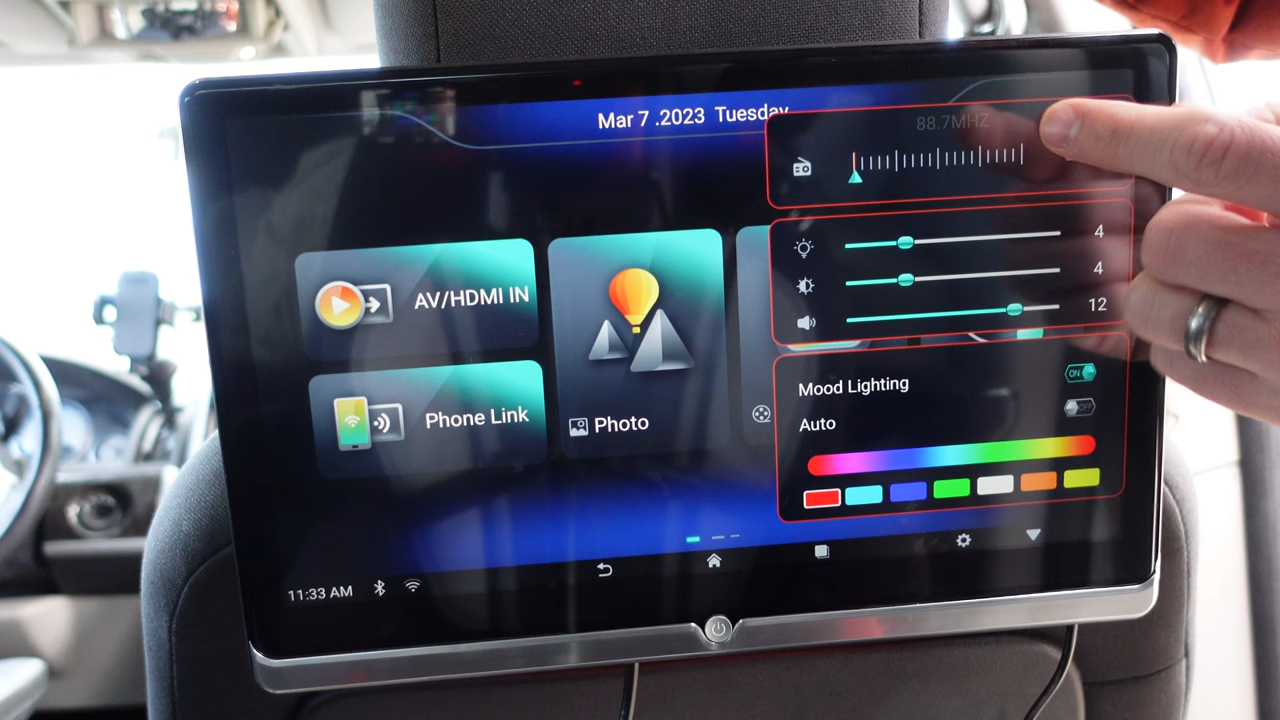 Mar 7 .2023 Tuesday
88.7MHZ
AV/HDMI IN
4
4
12
Phone Link
Photo
Mood Lighting
ON
Auto
OFF
11:33 AM